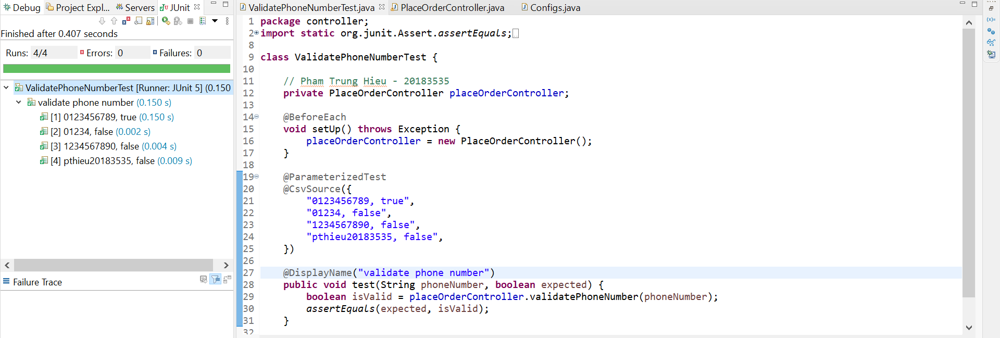 Debug Project Expl... Servers JUnit
Finished after 0.407 seconds
Runs: 4/4 Errors: 0 Failures: 0
ValidatePhoneNumberTest [Runner: JUnit 5] (0.150
validate phone number (0.150 s)
[1] 0123456789, true (0.150 s)
[2] 01234, false (0.002 s)
[3] 1234567890, false (0.004 s)
[4] pthieu20183535, false (0.009 s)
Failure Trace
ValidatePhoneNumberTest.java PlaceOrderController.java Configs.java
1 package controller;
2 import static org.junit.Assert.assertEquals;
8
9 class ValidatePhoneNumberTest {
10
11 // Pham Trung Hieu - 20183535
12 private PlaceOrderController placeOrderController;
13
14 @BeforeEach
15 void setUp() throws Exception {
16 placeOrderController = new PlaceOrderController();
17 }
18
19 @ParameterizedTest
20 @CsvSource({
21 "0123456789, true",
22 "01234, false",
23 "1234567890, false",
24 "pthieu20183535, false",
25 })
26
27 @DisplayName("validate phone number")
28 public void test(String phoneNumber, boolean expected) {
29 boolean isValid = placeOrderController.validatePhoneNumber(phoneNumber);
30 assertEquals(expected, isValid);
31 }
32
(x)=